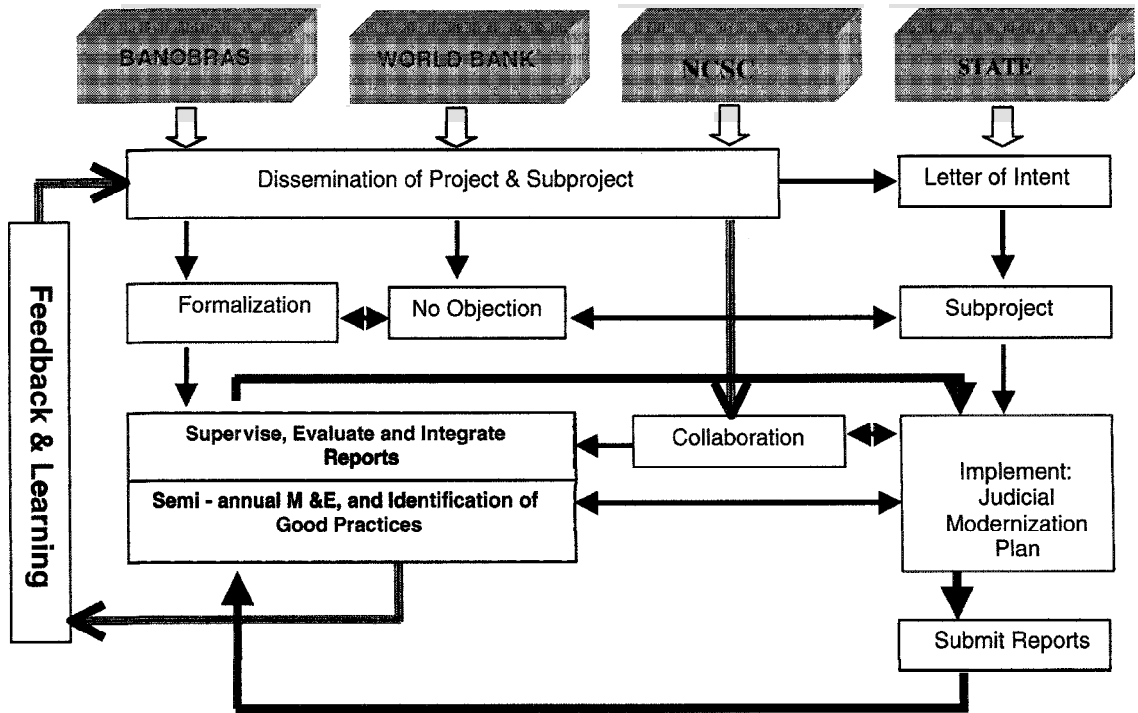 BANOBRAS
WORLD BANK
NCSC
STATE
Dissemination of Project & Subproject
Letter of Intent
Formalization
No Objection
Subproject
Supervise, Evaluate and Integrate
Reports
Collaboration
Semi - annual M &E, and Identification of
Good Practices
Implement:
Judicial
Modernization
Plan
Submit Reports
Feedback & Learning